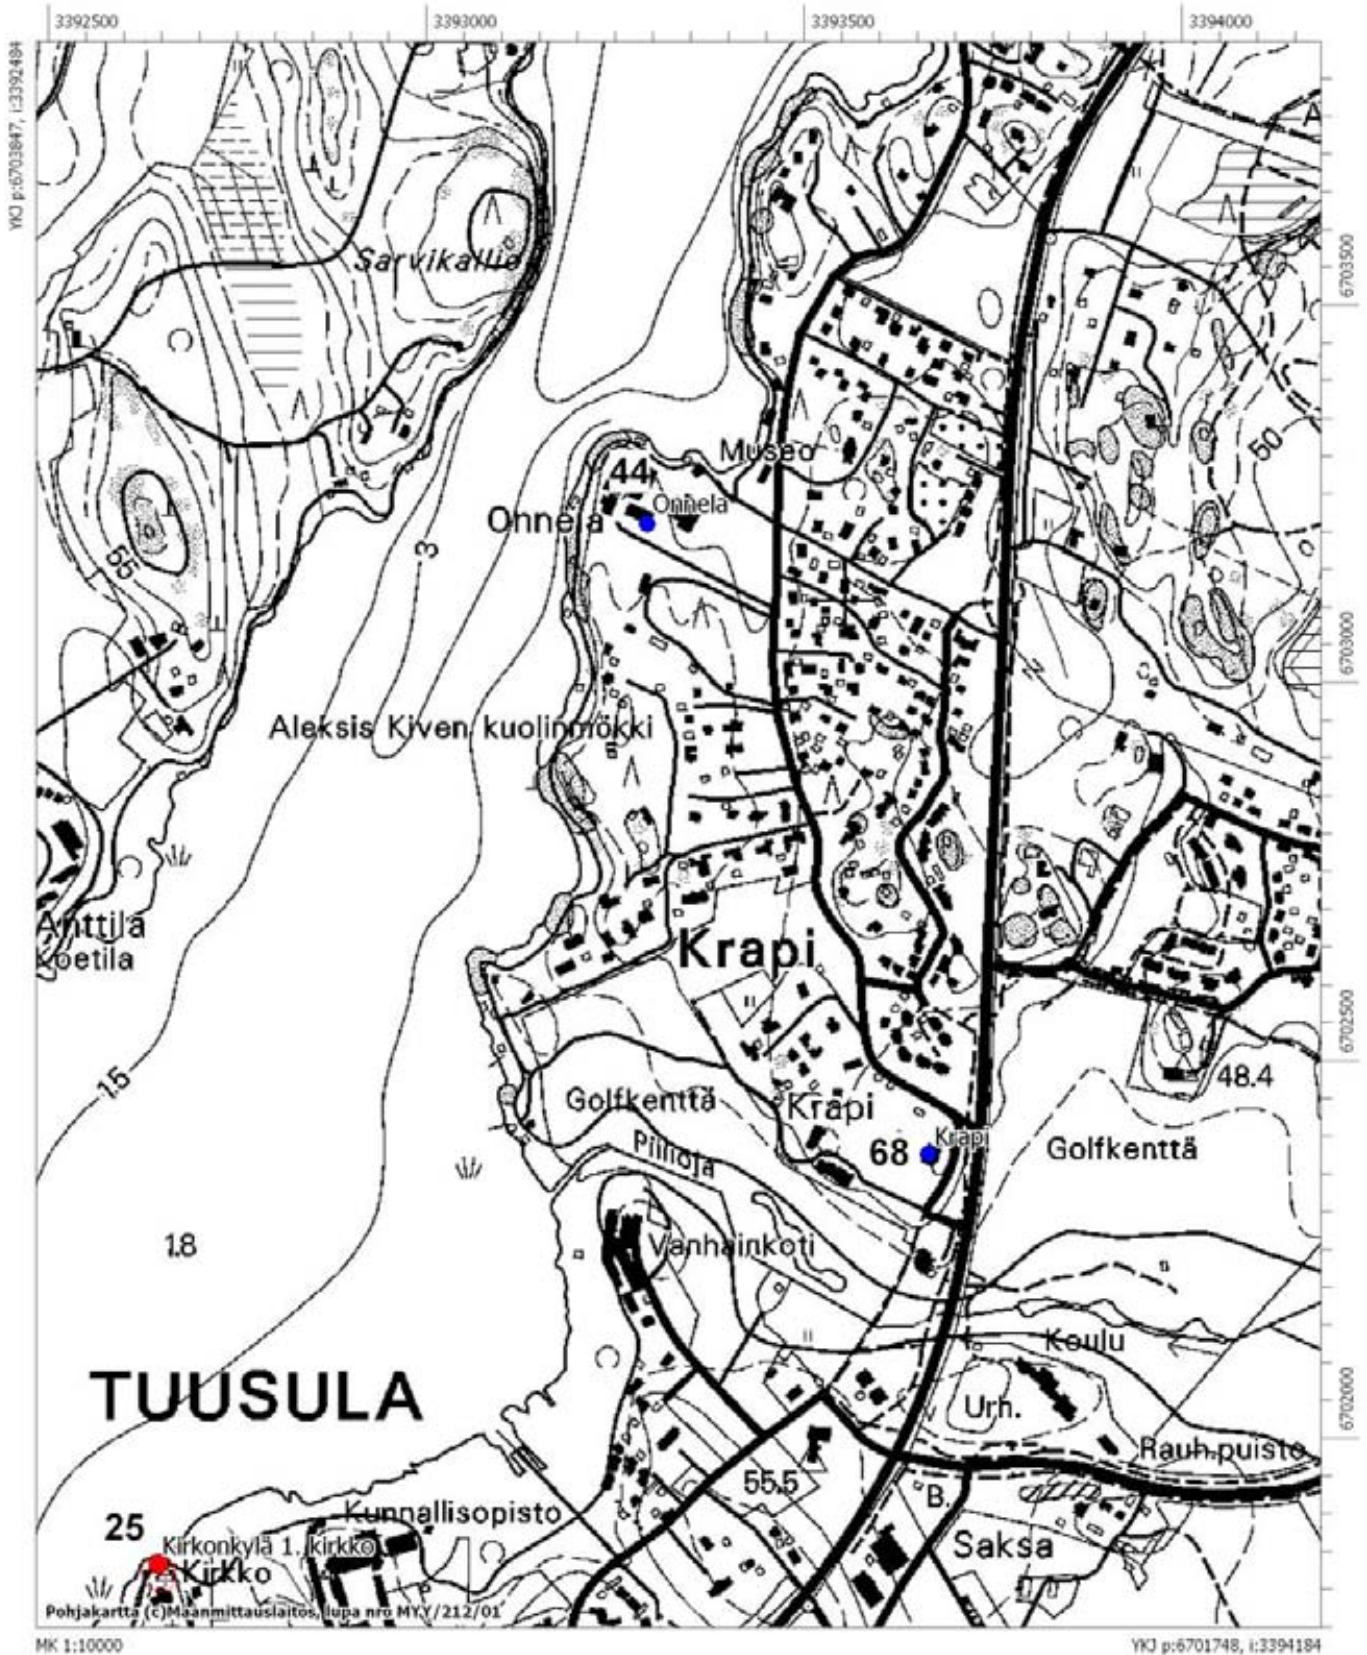 3392500
3393000
3393500
3394000
YKJ p:6703847, i:3392484
Sarvikallio
6703500
50
Museo
44
Onnela
Onnela
3
55
6703000
Aleksis Kiven kuolinmökki
Anttila
Koetila
Krapi
6702500
15
48.4
Golfkenttä
Krapi
Krapi
68
Golfkenttä
Piilioja
18
Vanhainkoti
Koulu
TUUSULA
Urh.
6702000
Rauh.puisto
55.5
B.
25
Kunnallisopisto
Kirkonkylä 1. kirkko
Saksa
Kirkko
Pohjakartta (c)Maanmittauslaitos, lupa nro MYY/212/01
MK 1:10000
YKJ p:6701748, i:3394184